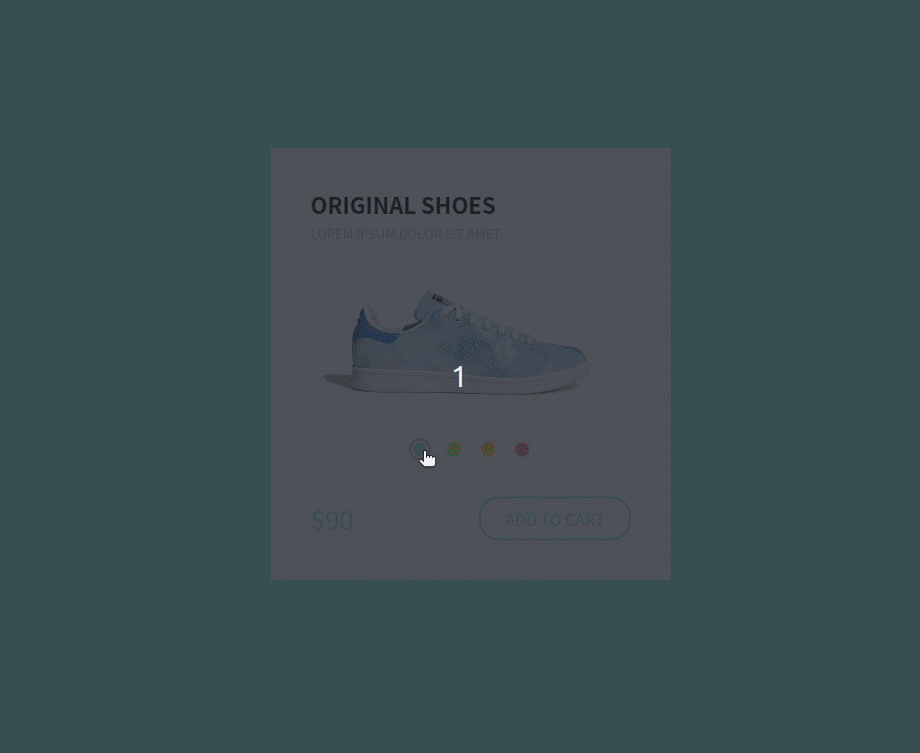 ORIGINAL SHOES
LOREM IPSUM DOLOR SIT AMET.
1
$90
ADD TO CART